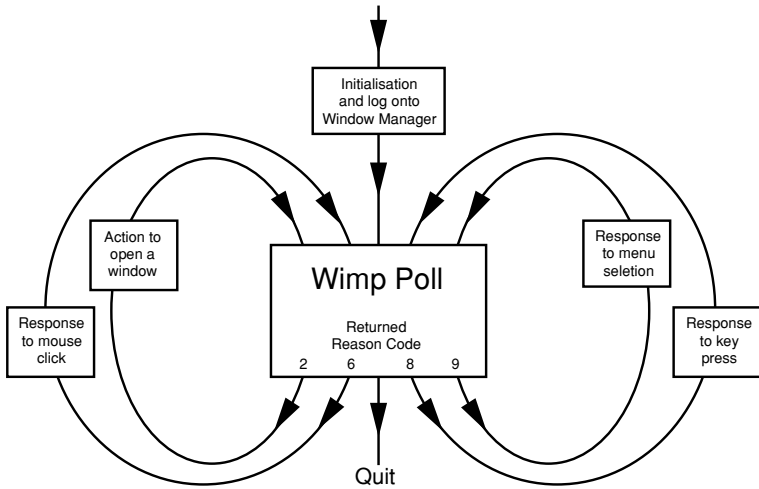 Initialisation
and log onto
Window Manager
Action to
open a
window
Response
to menu
seletion
Response
to mouse
click
Response
to key
press
Wimp Poll
Returned
Reason Code
2 6 8 9
Quit